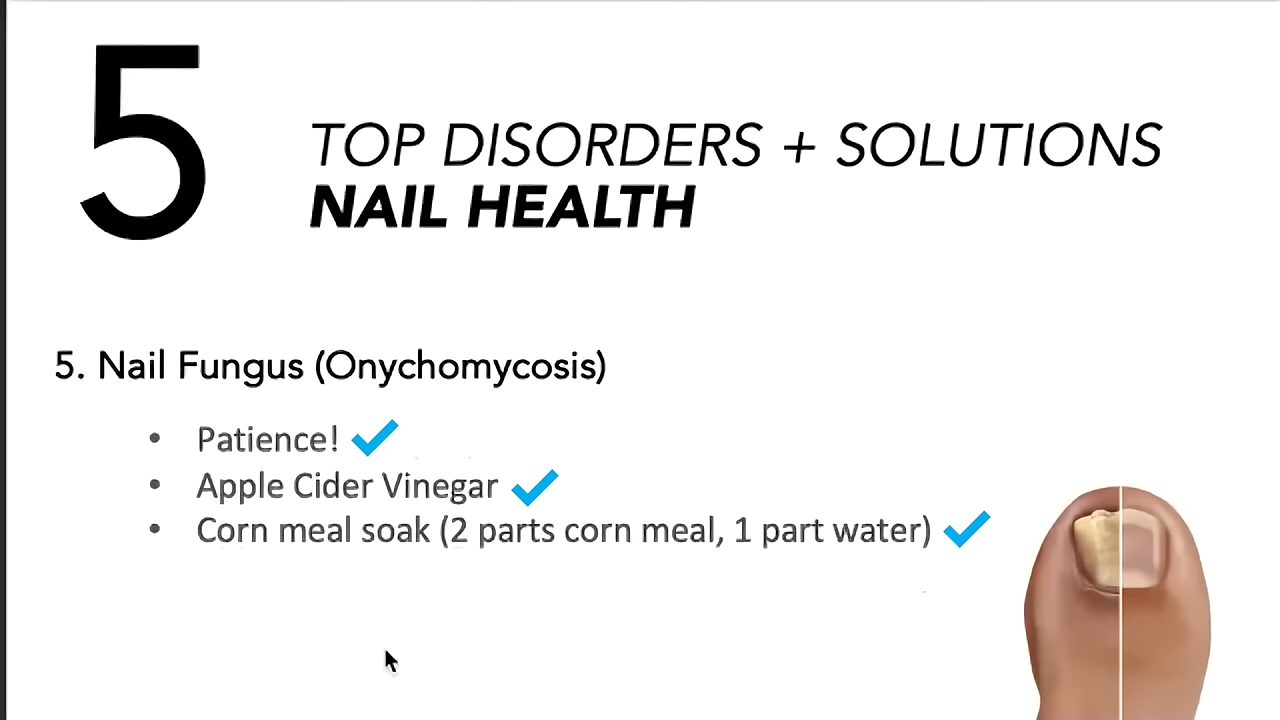 5
TOP DISORDERS + SOLUTIONS
NAIL HEALTH
5. Nail Fungus (Onychomycosis)
• Patience!
• Apple Cider Vinegar
• Corn meal soak (2 parts corn meal, 1 part water)